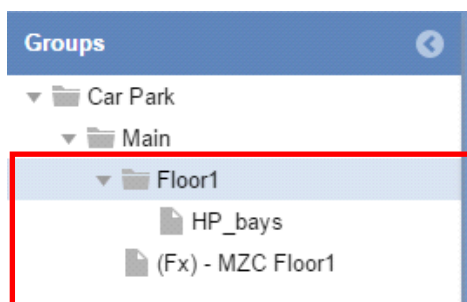 Groups
Car Park
Main
Floor1
HP_bays
(Fx) - MZC Floor1